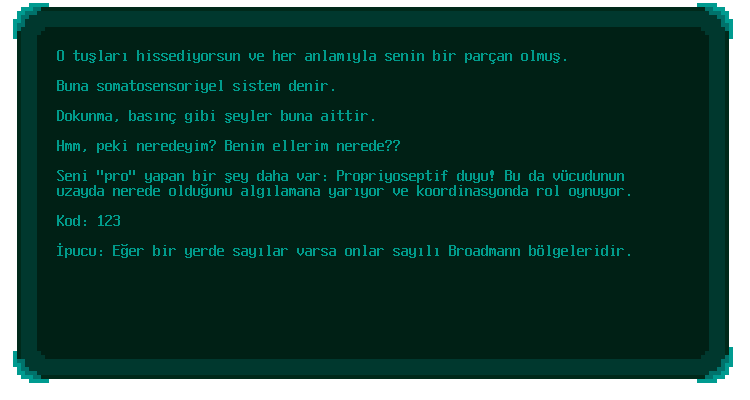 O tuşları hissediyorsun ve her anlamıyla senin bir parçan olmuş.
Buna somatosensoriyel sistem denir.
Dokunma, basınç gibi şeyler buna aittir.
Hmm, peki neredeyim? Benim ellerim nerede??
Seni "pro" yapan bir şey daha var: Propriyoseptif duyu! Bu da vücudunun
uzayda nerede olduğunu algılamana yarıyor ve koordinasyonda rol oynuyor.
Kod: 123
İpucu: Eğer bir yerde sayılar varsa onlar sayılı Broadmann bölgeleridir.